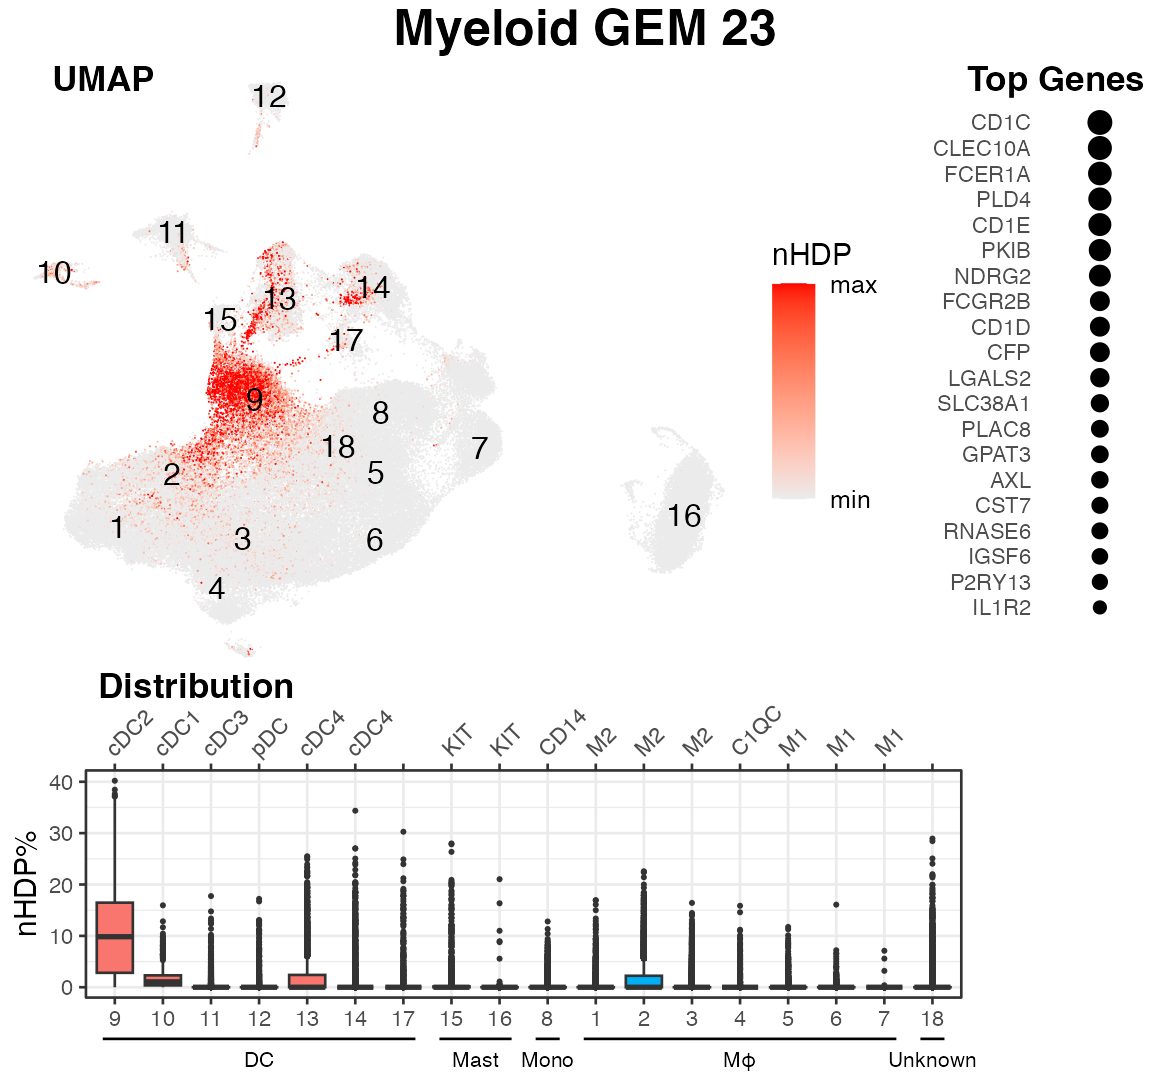 Myeloid GEM 23
UMAP
12
11
10
13
14
15
17
9
8
18
7
2
5
1
3
6
4
16
nHDP
max
min
Top Genes
CD1C
CLEC10A
FCER1A
PLD4
CD1E
PKIB
NDRG2
FCGR2B
CD1D
CFP
LGALS2
SLC38A1
PLAC8
GPAT3
AXL
CST7
RNASE6
IGSF6
P2RY13
IL1R2
Distribution
cDC2 cDC1 cDC3 pDC cDC4 cDC4 KIT KIT CD14 M2 M2 M2 C1QC M1 M1 M1
nHDP%
40
30
20
10
0
9 10 11 12 13 14 17 15 16 8 1 2 3 4 5 6 7 18
DC Mast Mono Mφ Unknown